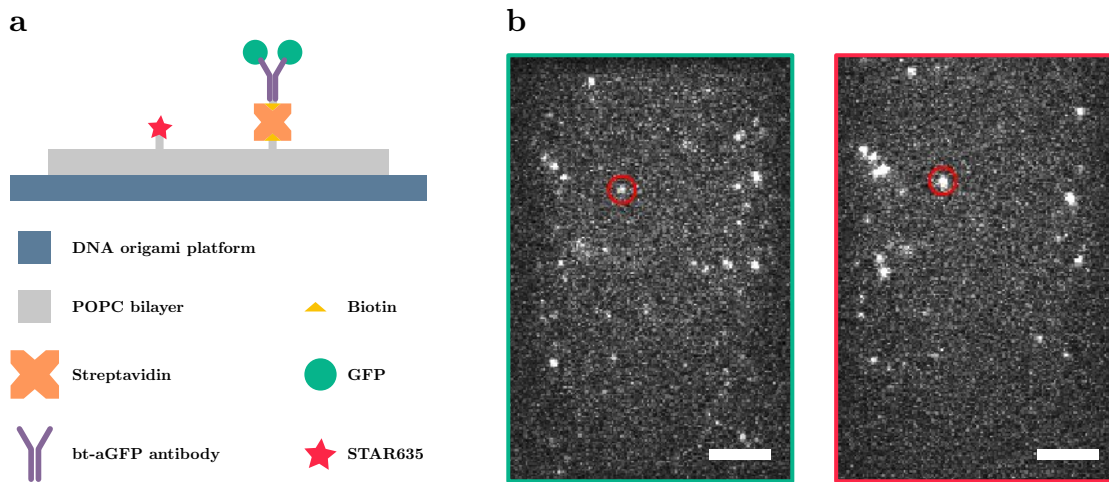 a
b
DNA origami platform
POPC bilayer
Biotin
Streptavidin
GFP
bt-aGFP antibody
STAR635